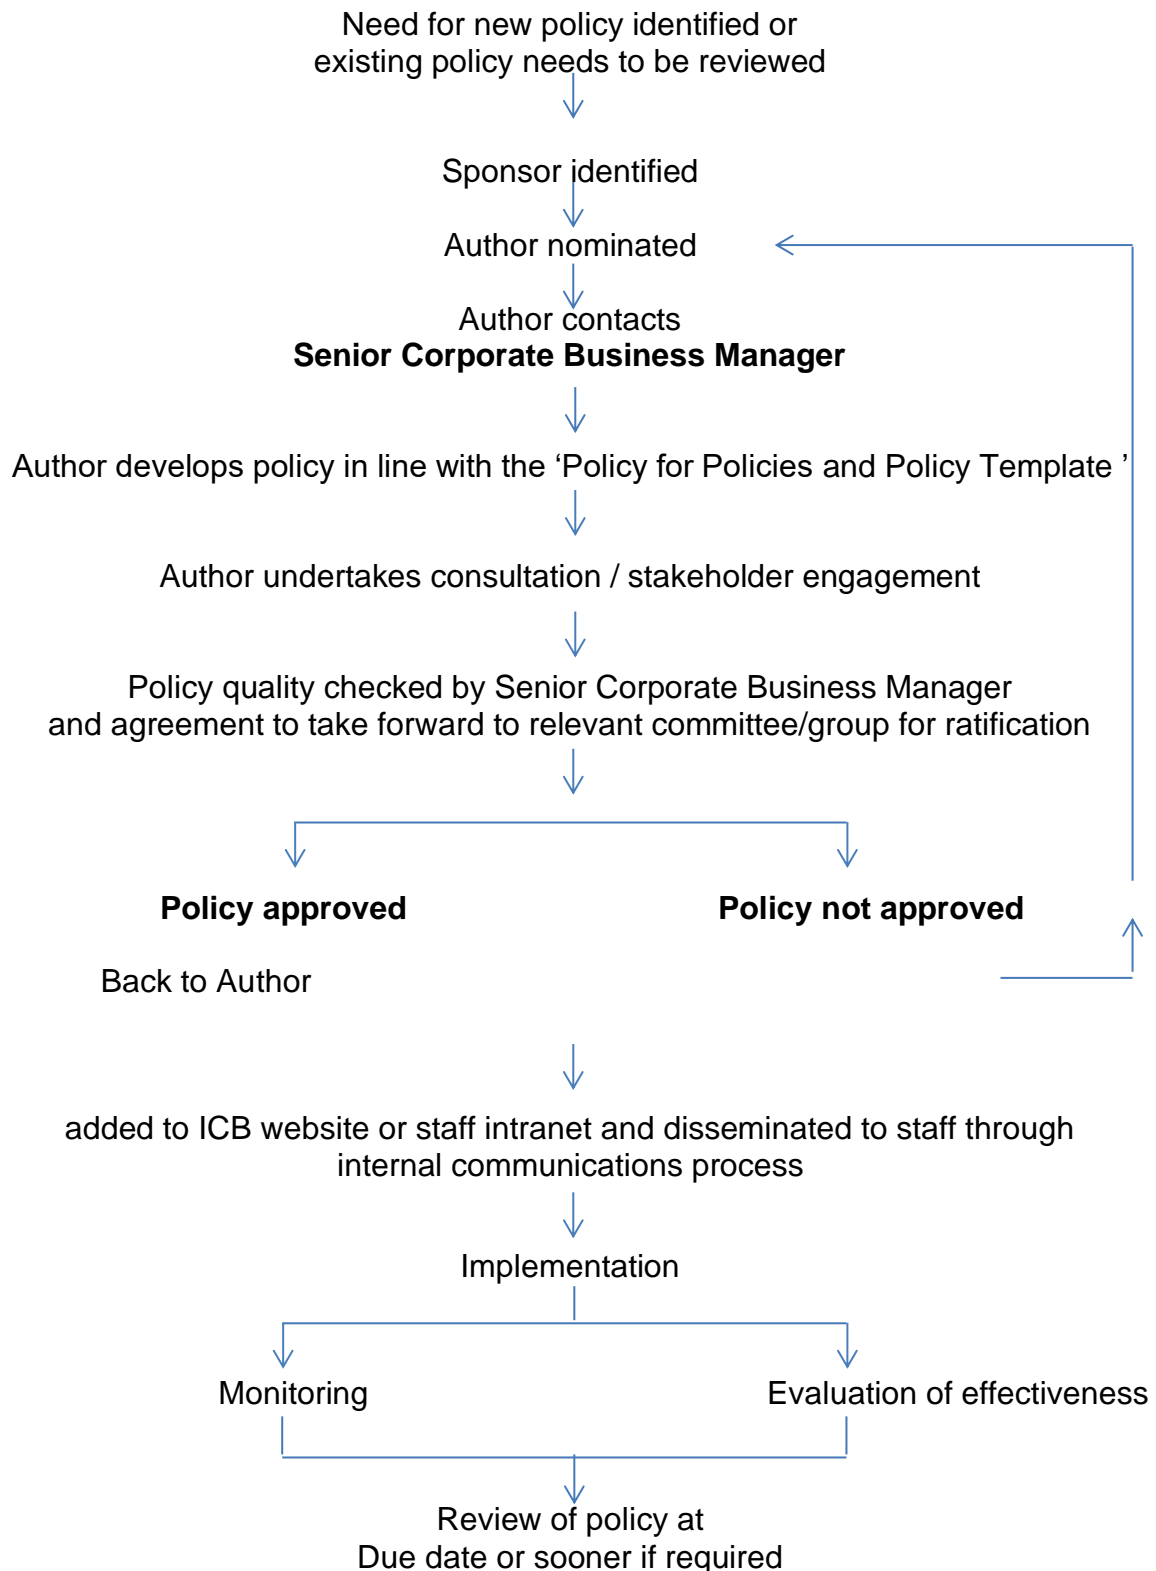 Need for new policy identified or
existing policy needs to be reviewed
Sponsor identified
Author nominated
Author contacts
Senior Corporate Business Manager
Author develops policy in line with the ‘Policy for Policies and Policy Template ’
Author undertakes consultation / stakeholder engagement
Policy quality checked by Senior Corporate Business Manager
and agreement to take forward to relevant committee/group for ratification
Policy approved
Policy not approved
Back to Author
added to ICB website or staff intranet and disseminated to staff through
internal communications process
Implementation
Monitoring
Evaluation of effectiveness
Review of policy at
Due date or sooner if required